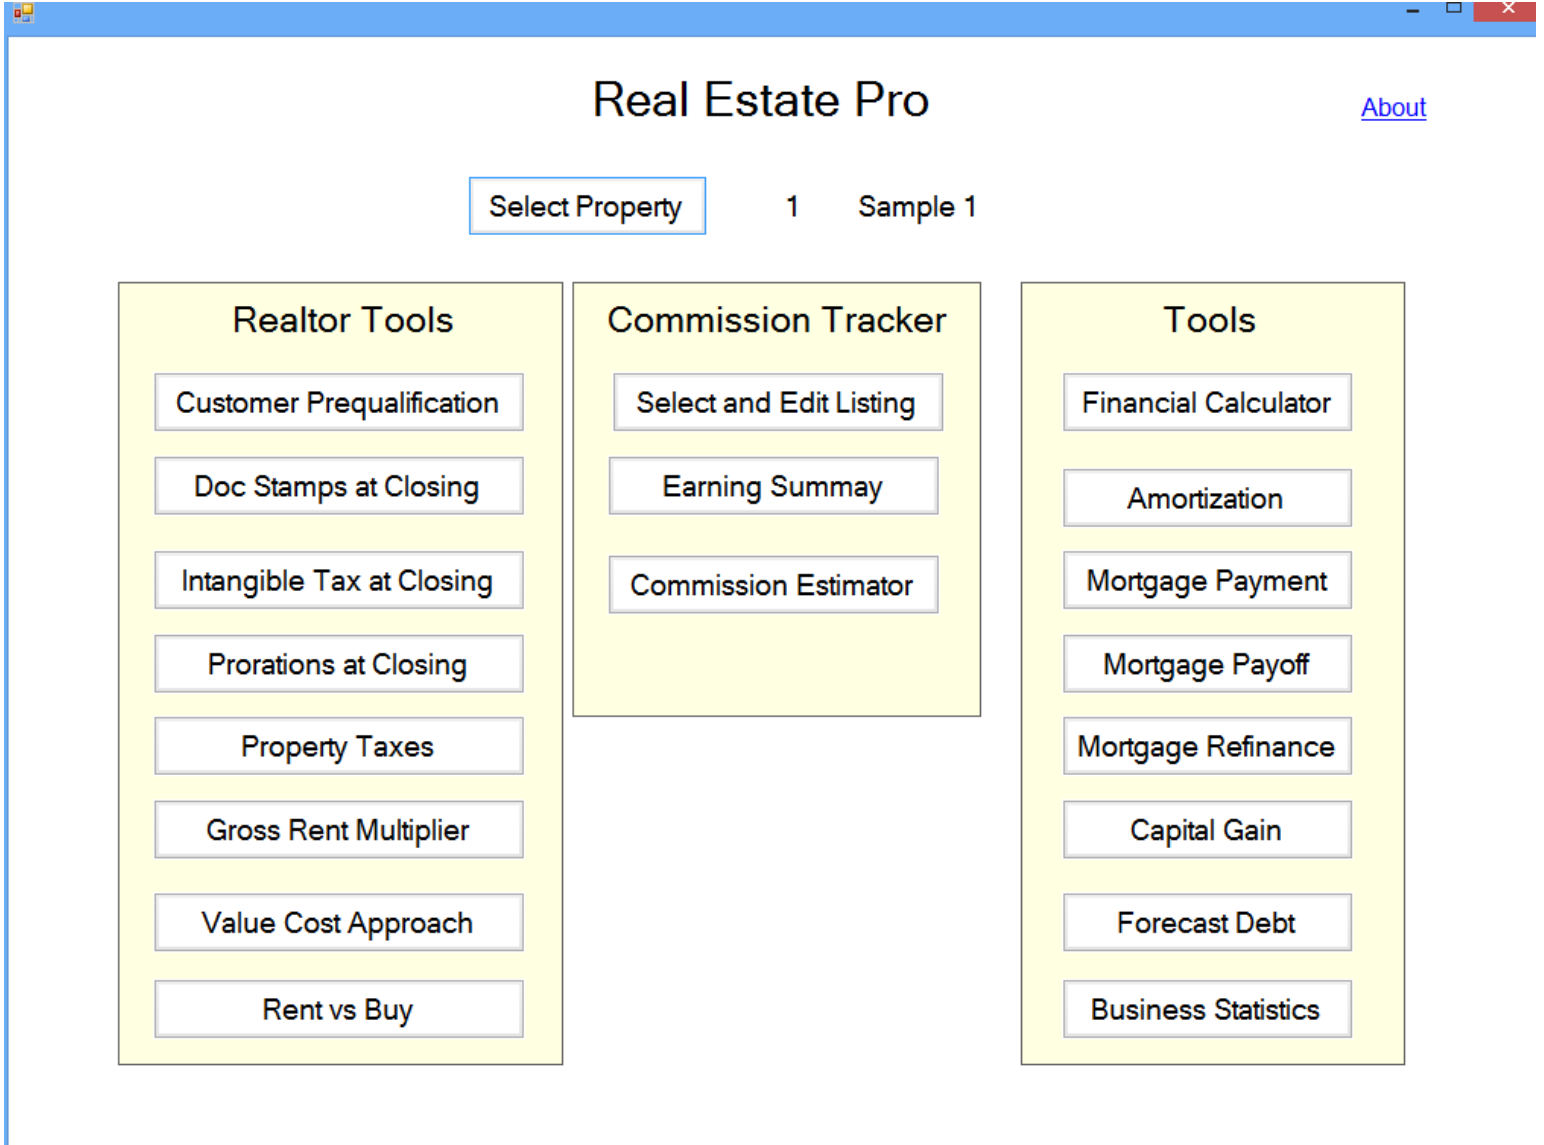 Real Estate Pro
About
Select Property
1
Sample 1
Realtor Tools
Customer Prequalification
Doc Stamps at Closing
Intangible Tax at Closing
Prorations at Closing
Property Taxes
Gross Rent Multiplier
Value Cost Approach
Rent vs Buy
Commission Tracker
Select and Edit Listing
Earning Summay
Commission Estimator
Tools
Financial Calculator
Amortization
Mortgage Payment
Mortgage Payoff
Mortgage Refinance
Capital Gain
Forecast Debt
Business Statistics